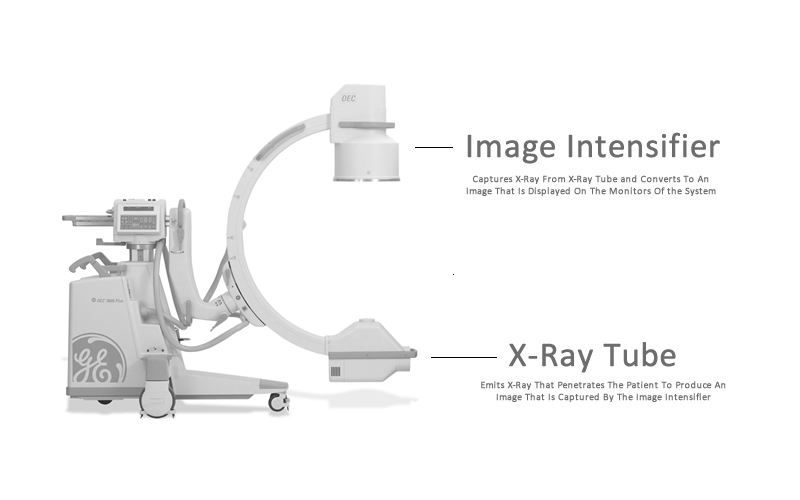 OEC
Image Intensifier
Captures X-Ray From X-Ray Tube and Converts To An
Image That Is Displayed On The Monitors Of the System
GE
X-Ray Tube
Emits X-Ray That Penetrates The Patient To Produce An
Image That Is Captured By The Image Intensifier